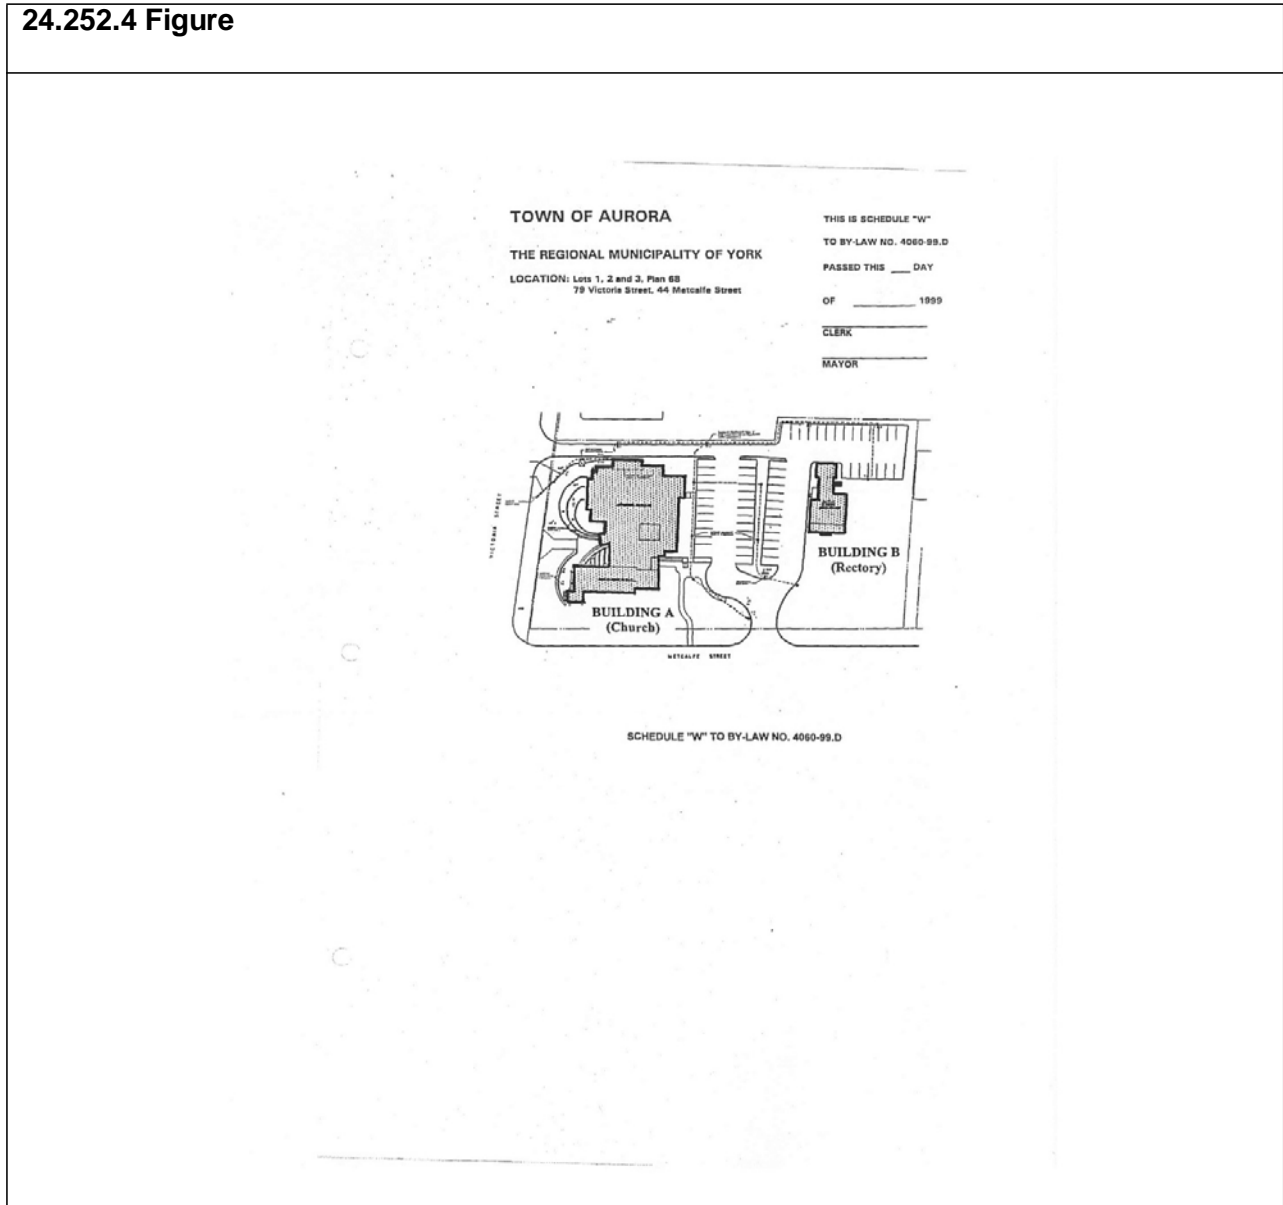 24.252.4 Figure
TOWN OF AURORA
THE REGIONAL MUNICIPALITY OF YORK
LOCATION: Lots 1, 2 and 3, Plan 68
79 Victoria Street, 44 Metcalfe Street
THIS IS SCHEDULE "W"
TO BY-LAW NO. 4060-99.D
PASSED THIS ___ DAY
OF _________ 1999
CLERK
MAYOR
VICTORIA STREET
BUILDING A
(Church)
BUILDING B
(Rectory)
METCALFE STREET
SCHEDULE "W" TO BY-LAW NO. 4060-99.D